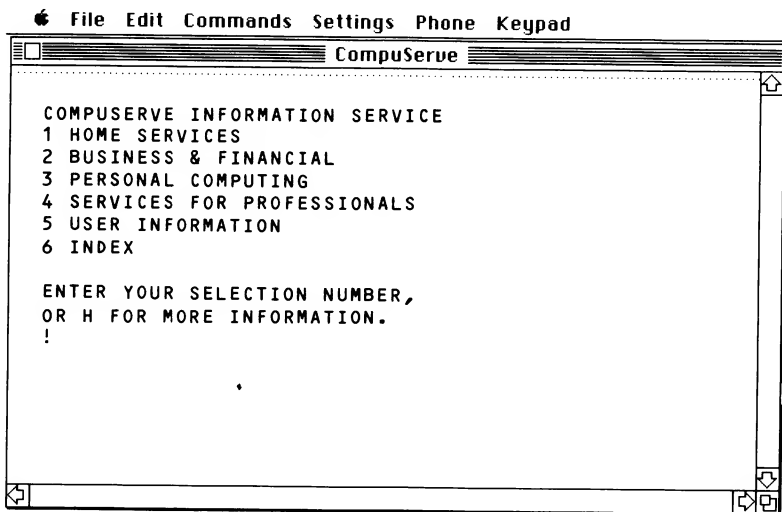 File Edit Commands Settings Phone Keypad
CompuServe
COMPUSERVE INFORMATION SERVICE
1 HOME SERVICES
2 BUSINESS & FINANCIAL
3 PERSONAL COMPUTING
4 SERVICES FOR PROFESSIONALS
5 USER INFORMATION
6 INDEX
ENTER YOUR SELECTION NUMBER,
OR H FOR MORE INFORMATION.
!